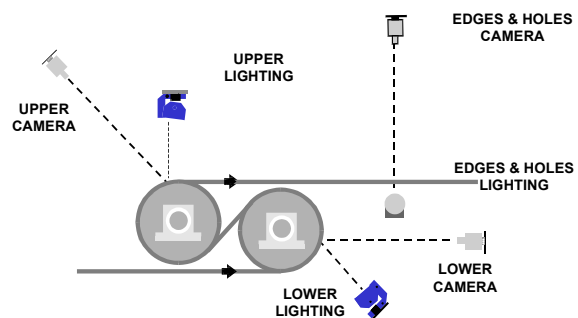 EDGES & HOLES
CAMERA
UPPER
LIGHTING
UPPER
CAMERA
EDGES & HOLES
LIGHTING
LOWER
CAMERA
LOWER
LIGHTING